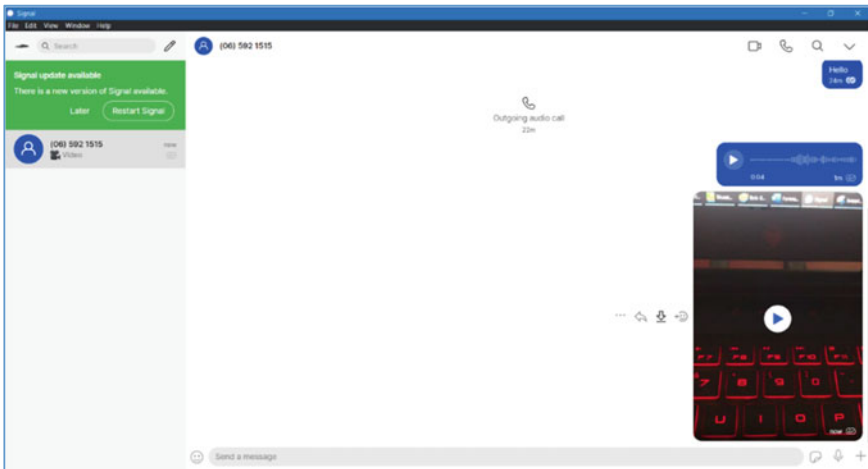 Signal
File Edit View Window Help
Search
(06) 592 1515
Signal update available
There is a new version of Signal available.
Later Restart Signal
(06) 592 1515 now
Video
Hello
24m
Outgoing audio call
22m
0:04 1m
Signal
F7 F8 F9 F10
7 8 9 0
U I O P
now
Send a message